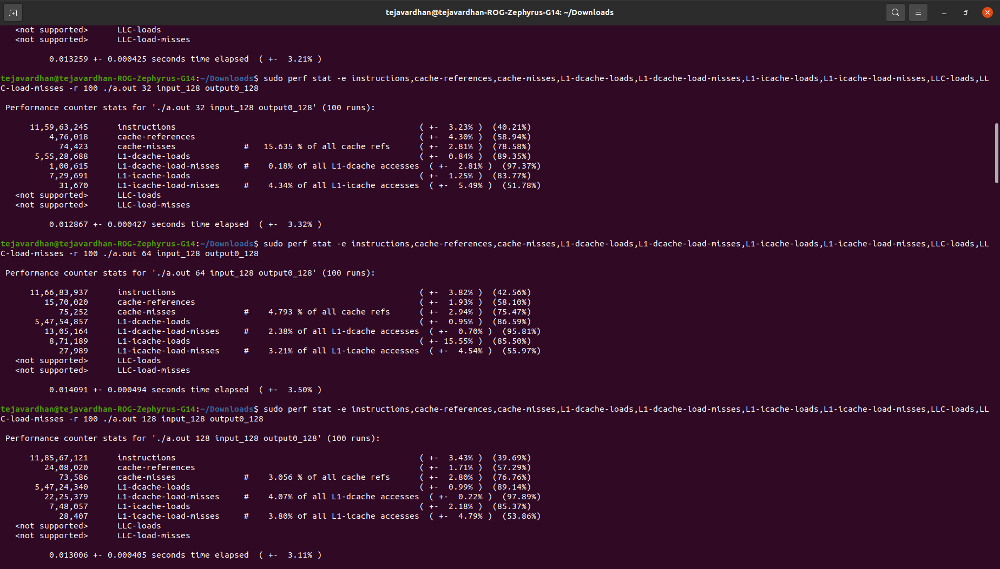 tejavardhan@tejavardhan-ROG-Zephyrus-G14: ~/Downloads
<not supported>      LLC-loads
<not supported>      LLC-load-misses
0.013259 +- 0.000425 seconds time elapsed  ( +-  3.21% )
tejavardhan@tejavardhan-ROG-Zephyrus-G14:~/Downloads$ sudo perf stat -e instructions,cache-references,cache-misses,L1-dcache-loads,L1-dcache-load-misses,L1-icache-loads,L1-icache-load-misses,LLC-loads,LL
C-load-misses -r 100 ./a.out 32 input_128 output0_128
Performance counter stats for './a.out 32 input_128 output0_128' (100 runs):
11,59,63,245      instructions      ( +-  3.23% )  (40.21%)
4,76,018      cache-references      ( +-  4.30% )  (58.94%)
74,423      cache-misses      #   15.635 % of all cache refs      ( +-  2.81% )  (78.58%)
5,55,28,688      L1-dcache-loads      ( +-  0.84% )  (89.35%)
1,00,615      L1-dcache-load-misses     #    0.18% of all L1-dcache accesses  ( +-  2.81% )  (97.37%)
7,29,691      L1-icache-loads      ( +-  1.25% )  (83.77%)
31,670      L1-icache-load-misses     #    4.34% of all L1-icache accesses  ( +-  5.49% )  (51.78%)
<not supported>      LLC-loads
<not supported>      LLC-load-misses
0.012867 +- 0.000427 seconds time elapsed  ( +-  3.32% )
tejavardhan@tejavardhan-ROG-Zephyrus-G14:~/Downloads$ sudo perf stat -e instructions,cache-references,cache-misses,L1-dcache-loads,L1-dcache-load-misses,L1-icache-loads,L1-icache-load-misses,LLC-loads,LL
C-load-misses -r 100 ./a.out 64 input_128 output0_128
Performance counter stats for './a.out 64 input_128 output0_128' (100 runs):
11,66,83,937      instructions      ( +-  3.82% )  (42.56%)
15,70,020      cache-references      ( +-  1.93% )  (58.10%)
75,252      cache-misses      #    4.793 % of all cache refs      ( +-  2.94% )  (75.47%)
5,47,54,857      L1-dcache-loads      ( +-  0.95% )  (86.59%)
13,05,164      L1-dcache-load-misses     #    2.38% of all L1-dcache accesses  ( +-  0.70% )  (95.81%)
8,71,189      L1-icache-loads      ( +- 15.55% )  (85.50%)
27,989      L1-icache-load-misses     #    3.21% of all L1-icache accesses  ( +-  4.54% )  (55.97%)
<not supported>      LLC-loads
<not supported>      LLC-load-misses
0.014091 +- 0.000494 seconds time elapsed  ( +-  3.50% )
tejavardhan@tejavardhan-ROG-Zephyrus-G14:~/Downloads$ sudo perf stat -e instructions,cache-references,cache-misses,L1-dcache-loads,L1-dcache-load-misses,L1-icache-loads,L1-icache-load-misses,LLC-loads,LL
C-load-misses -r 100 ./a.out 128 input_128 output0_128
Performance counter stats for './a.out 128 input_128 output0_128' (100 runs):
11,85,67,121      instructions      ( +-  3.43% )  (39.69%)
24,08,020      cache-references      ( +-  1.71% )  (57.29%)
73,586      cache-misses      #    3.056 % of all cache refs      ( +-  2.80% )  (76.76%)
5,47,24,340      L1-dcache-loads      ( +-  0.99% )  (89.14%)
22,25,379      L1-dcache-load-misses     #    4.07% of all L1-dcache accesses  ( +-  0.22% )  (97.89%)
7,48,057      L1-icache-loads      ( +-  2.18% )  (85.37%)
28,407      L1-icache-load-misses     #    3.80% of all L1-icache accesses  ( +-  4.79% )  (53.86%)
<not supported>      LLC-loads
<not supported>      LLC-load-misses
0.013006 +- 0.000405 seconds time elapsed  ( +-  3.11% )